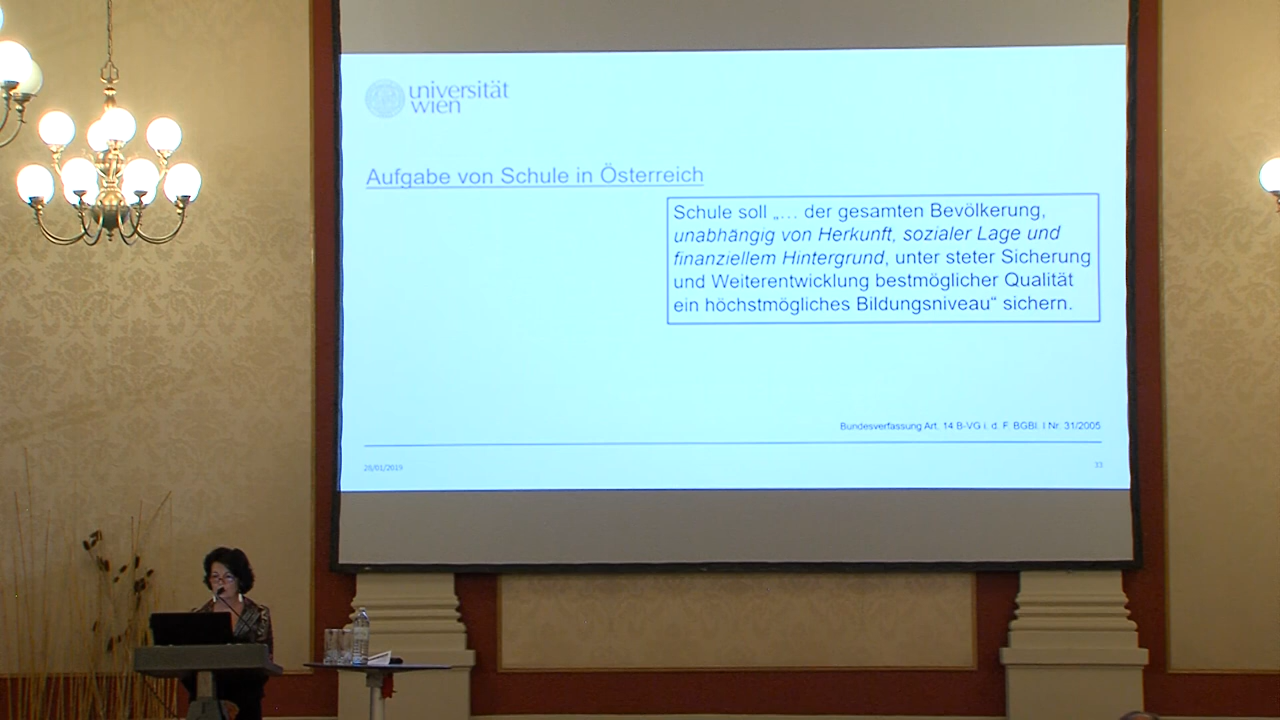 universität
wien
Aufgabe von Schule in Österreich
Schule soll „… der gesamten Bevölkerung,
unabhängig von Herkunft, sozialer Lage und
finanziellem Hintergrund, unter steter Sicherung
und Weiterentwicklung bestmöglicher Qualität
ein höchstmögliches Bildungsniveau“ sichern.
Bundesverfassung Art. 14 B-VG i. d. F. BGBl. I Nr. 31/2005
28/01/2019
33